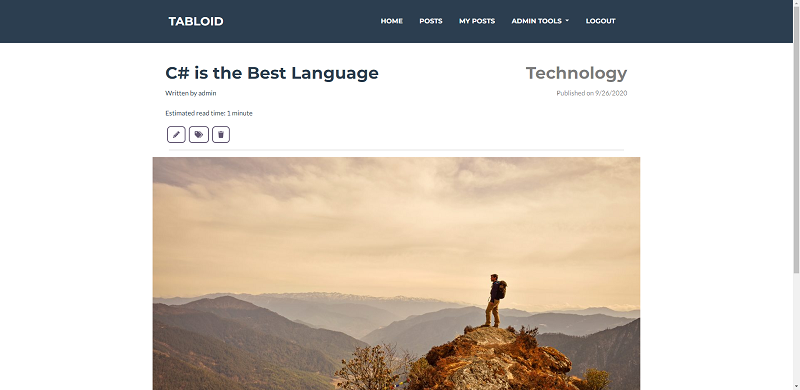 TABLOID HOME POSTS MY POSTS ADMIN TOOLS LOGOUT
C# is the Best Language Technology
Written by admin Published on 9/26/2020
Estimated read time: 1 minute